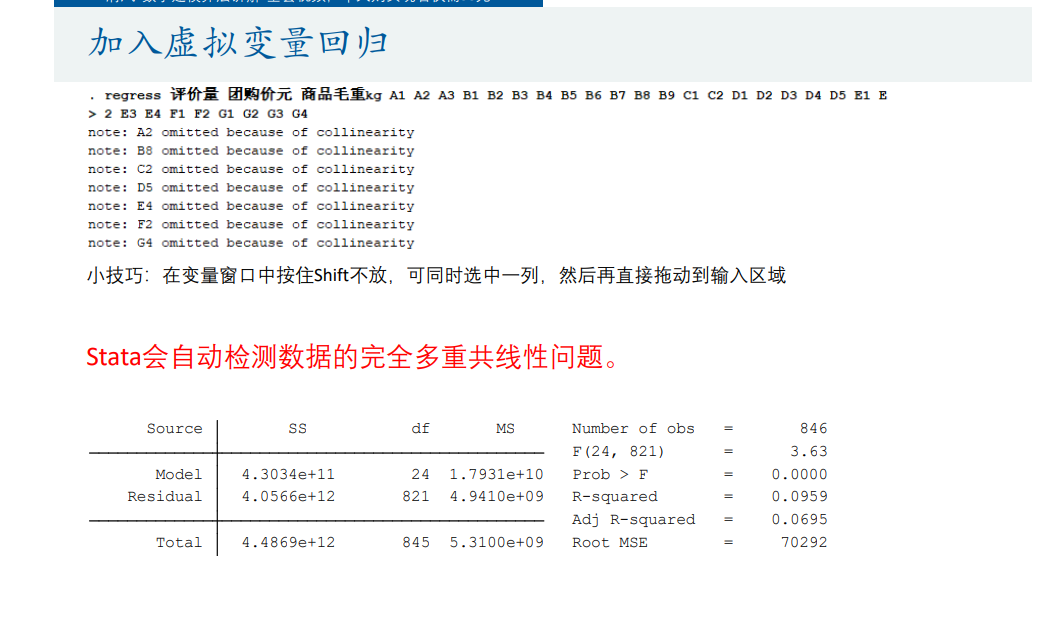 加入虚拟变量回归
. regress 评价量 团购价元 商品毛重kg A1 A2 A3 B1 B2 B3 B4 B5 B6 B7 B8 B9 C1 C2 D1 D2 D3 D4 D5 E1 E
> 2 E3 E4 F1 F2 G1 G2 G3 G4
note: A2 omitted because of collinearity
note: B8 omitted because of collinearity
note: C2 omitted because of collinearity
note: D5 omitted because of collinearity
note: E4 omitted because of collinearity
note: F2 omitted because of collinearity
note: G4 omitted because of collinearity
小技巧：在变量窗口中按住Shift不放，可同时选中一列，然后再直接拖动到输入区域
Stata会自动检测数据的完全多重共线性问题。
Source SS df MS Number of obs = 846
F(24, 821) = 3.63
Model 4.3034e+11 24 1.7931e+10 Prob > F = 0.0000
Residual 4.0566e+12 821 4.9410e+09 R-squared = 0.0959
Adj R-squared = 0.0695
Total 4.4869e+12 845 5.3100e+09 Root MSE = 70292